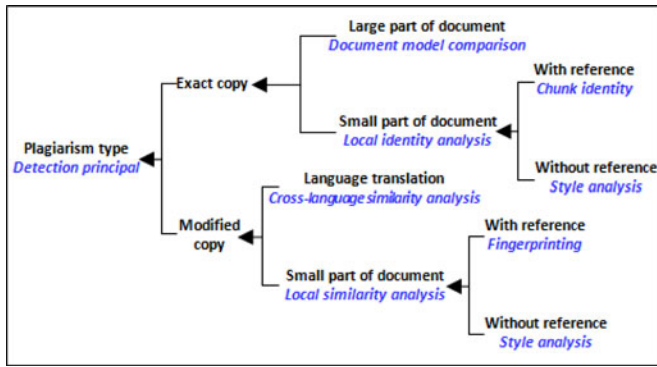 Large part of document
Document model comparison
Exact copy
With reference
Chunk identity
Small part of document
Local identity analysis
Plagiarism type
Detection principal
Without reference
Style analysis
Language translation
Cross-language similarity analysis
Modified
copy
With reference
Fingerprinting
Small part of document
Local similarity analysis
Without reference
Style analysis